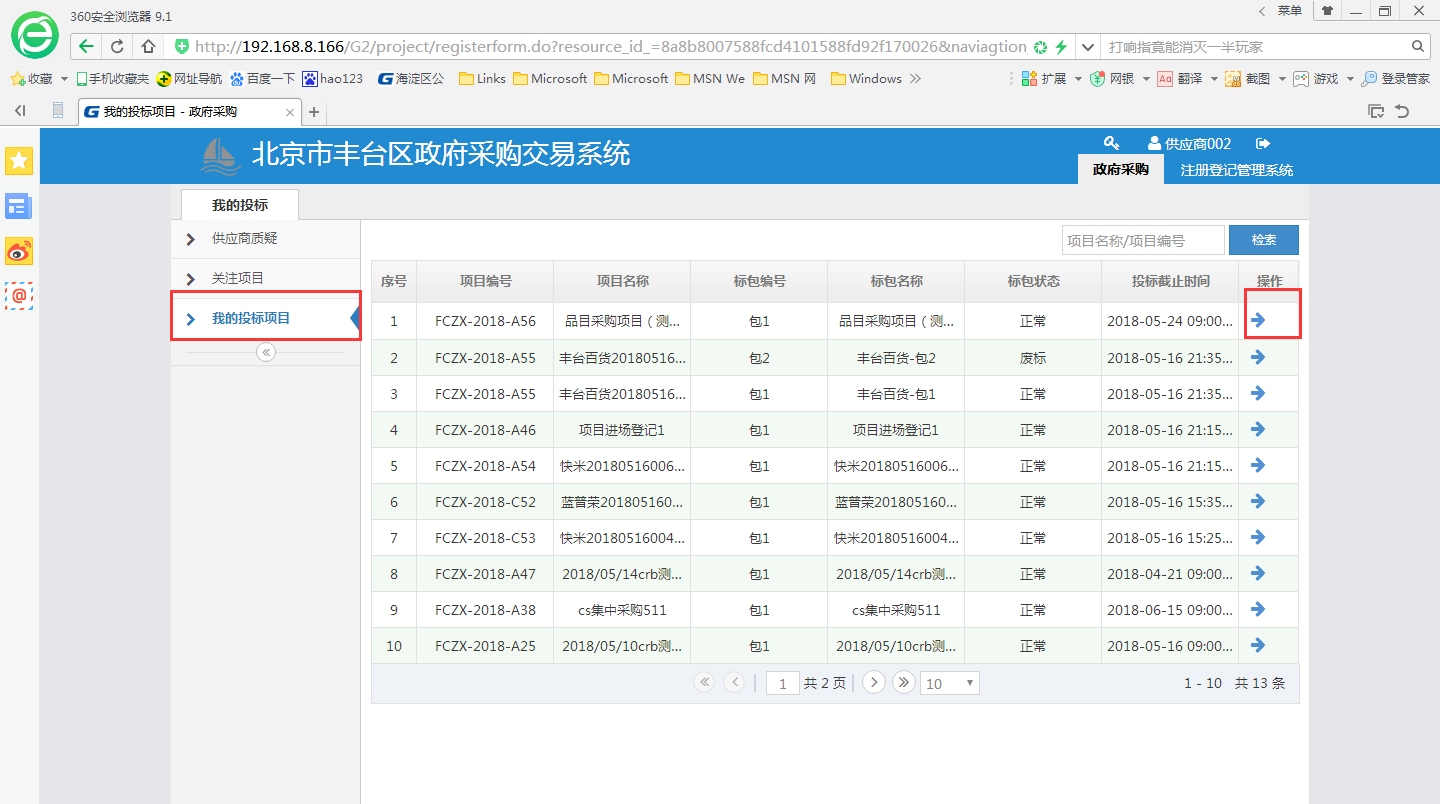 360安全浏览器 9.1
菜单
http://192.168.8.166/G2/project/registerform.do?resource_id_=8a8b8007588fcd4101588fd92f170026&naviagtion
打响指竟能消灭一半玩家
收藏 手机收藏夹 网址导航 百度一下 hao123 海淀区公 Links Microsoft Microsoft MSN We MSN 网 Windows 扩展 网银 Aa 翻译 截图 游戏 登录管家
我的投标项目 - 政府采购
北京市丰台区政府采购交易系统
供应商002
政府采购 注册登记管理系统
我的投标
供应商质疑
关注项目
我的投标项目
项目名称/项目编号 检索
序号 项目编号 项目名称 标包编号 标包名称 标包状态 投标截止时间 操作
1 FCZX-2018-A56 品目采购项目（测... 包1 品目采购项目（测... 正常 2018-05-24 09:00...
2 FCZX-2018-A55 丰台百货20180516... 包2 丰台百货-包2 废标 2018-05-16 21:35...
3 FCZX-2018-A55 丰台百货20180516... 包1 丰台百货-包1 正常 2018-05-16 21:35...
4 FCZX-2018-A46 项目进场登记1 包1 项目进场登记1 正常 2018-05-16 21:15...
5 FCZX-2018-A54 快米20180516006... 包1 快米20180516006... 正常 2018-05-16 21:15...
6 FCZX-2018-C52 蓝普荣201805160... 包1 蓝普荣201805160... 正常 2018-05-16 15:35...
7 FCZX-2018-C53 快米20180516004... 包1 快米20180516004... 正常 2018-05-16 15:25...
8 FCZX-2018-A47 2018/05/14crb测... 包1 2018/05/14crb测... 正常 2018-04-21 09:00...
9 FCZX-2018-A38 cs集中采购511 包1 cs集中采购511 正常 2018-06-15 09:00...
10 FCZX-2018-A25 2018/05/10crb测... 包1 2018/05/10crb测... 正常 2018-05-16 09:00...
1 共 2 页 10 1 - 10 共 13 条